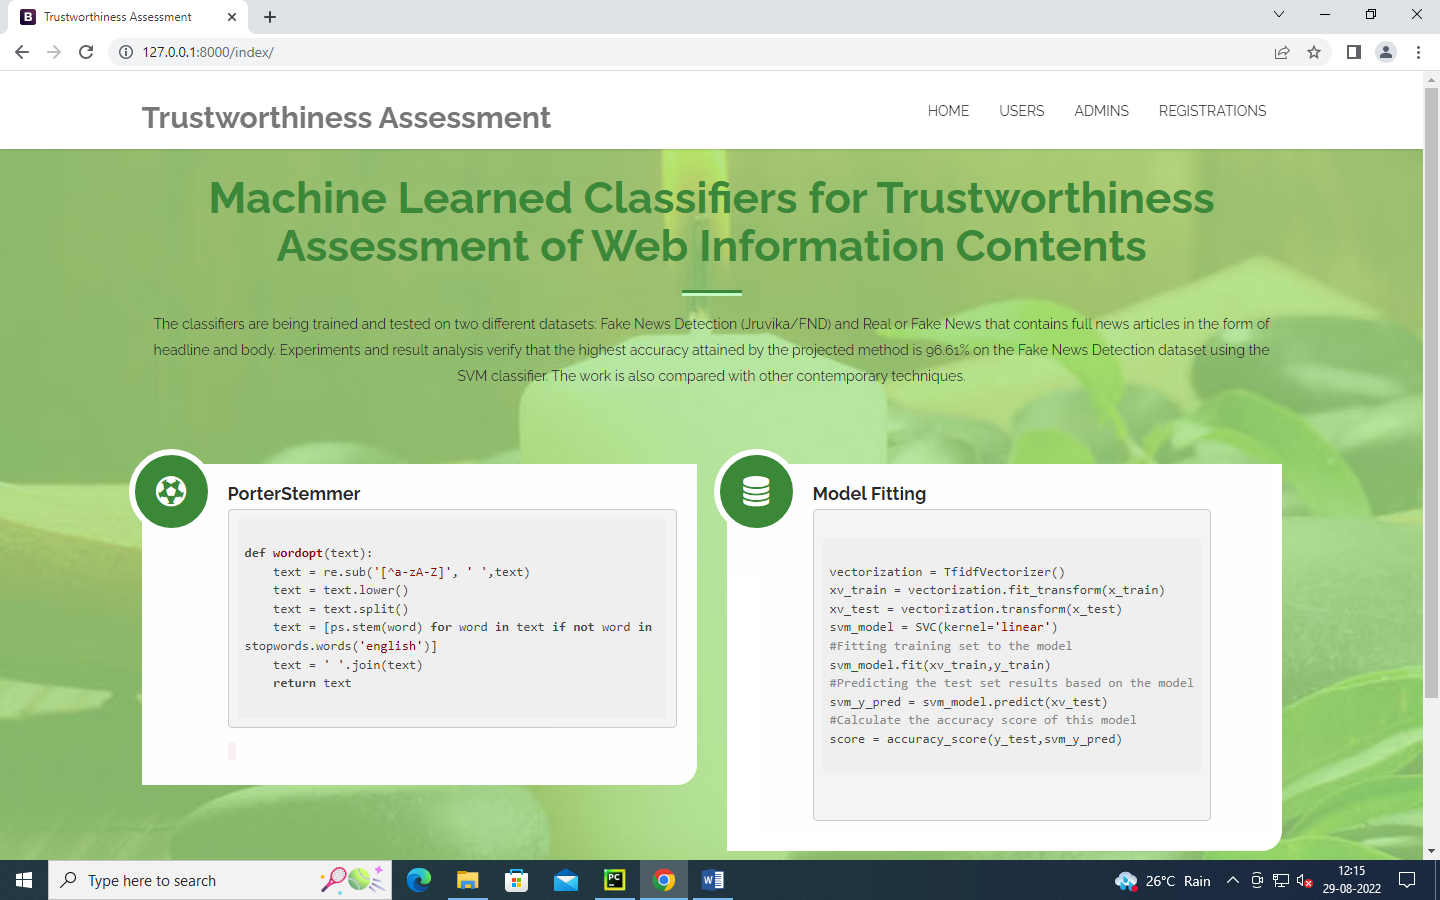 Trustworthiness Assessment
127.0.0.1:8000/index/
Trustworthiness Assessment
HOME USERS ADMINS REGISTRATIONS
Machine Learned Classifiers for Trustworthiness
Assessment of Web Information Contents
The classifiers are being trained and tested on two different datasets: Fake News Detection (Jruvika/FND) and Real or Fake News that contains full news articles in the form of
headline and body. Experiments and result analysis verify that the highest accuracy attained by the projected method is 96.61% on the Fake News Detection dataset using the
SVM classifier. The work is also compared with other contemporary techniques.
PorterStemmer
def wordopt(text):
    text = re.sub('[^a-zA-Z]', ' ',text)
    text = text.lower()
    text = text.split()
    text = [ps.stem(word) for word in text if not word in
stopwords.words('english')]
    text = ' '.join(text)
    return text
Model Fitting
vectorization = TfidfVectorizer()
xv_train = vectorization.fit_transform(x_train)
xv_test = vectorization.transform(x_test)
svm_model = SVC(kernel='linear')
#Fitting training set to the model
svm_model.fit(xv_train,y_train)
#Predicting the test set results based on the model
svm_y_pred = svm_model.predict(xv_test)
#Calculate the accuracy score of this model
score = accuracy_score(y_test,svm_y_pred)
Type here to search
26°C Rain
12:15
29-08-2022